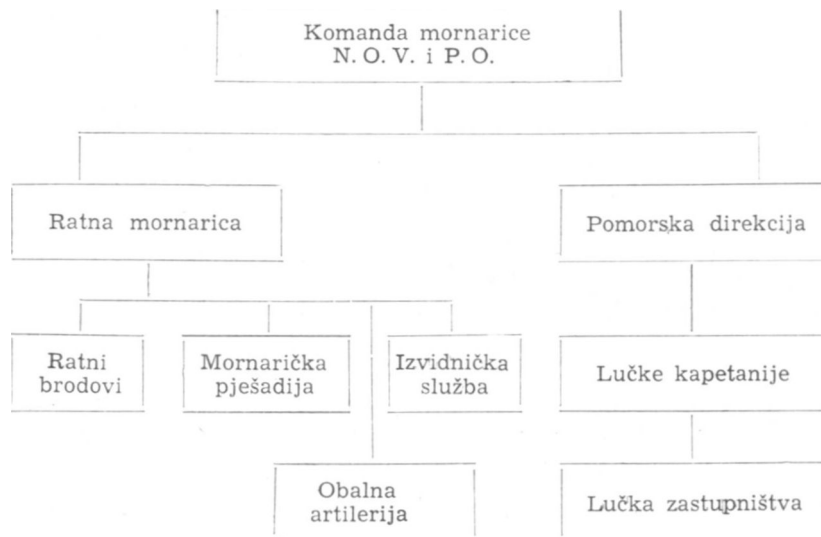 Komanda mornarice
N. O. V. i P. O.
Ratna mornarica
Pomorska direkcija
Ratni
brodovi
Mornarička
pješadija
Izvidnička
služba
Lučke kapetanije
Obalna
artilerija
Lučka zastupništva